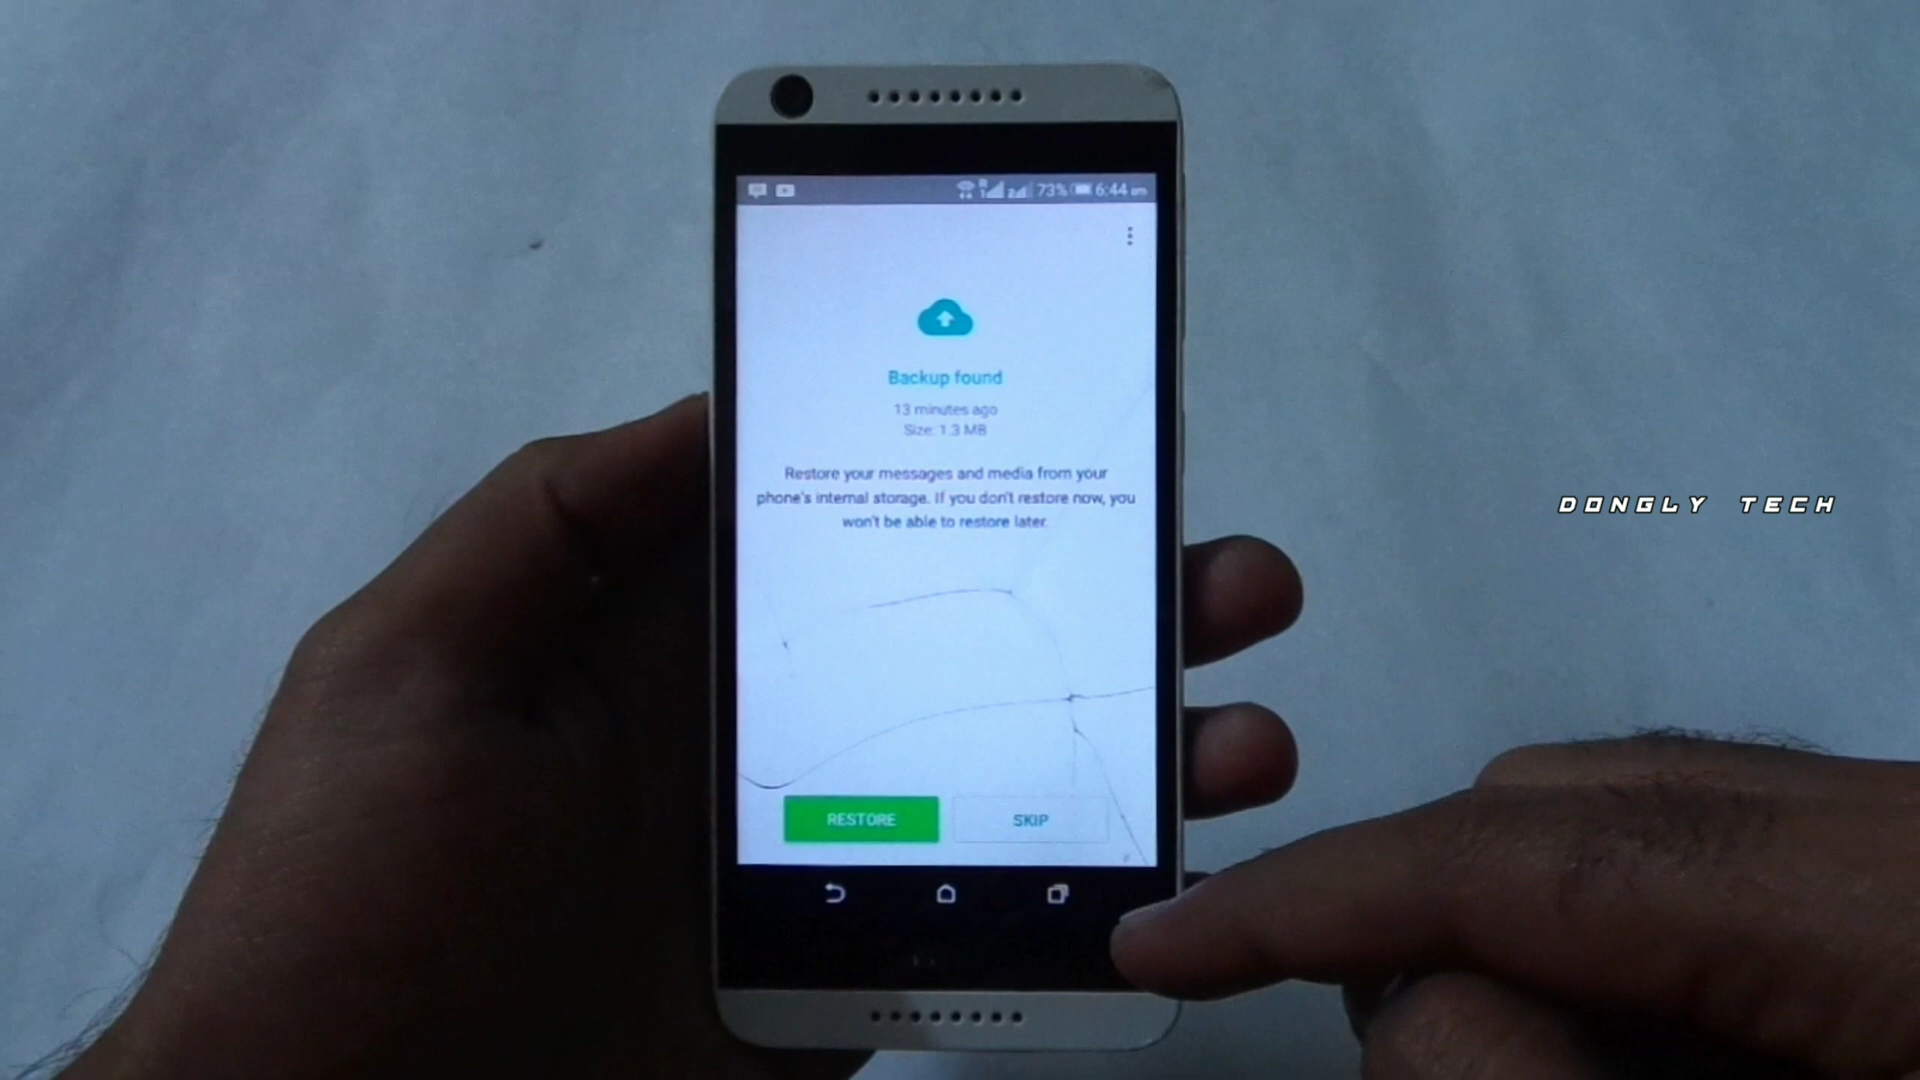 73% 6:44 am
Backup found
13 minutes ago
Size: 1.3 MB
Restore your messages and media from your
phone's internal storage. If you don't restore now, you
won't be able to restore later.
RESTORE SKIP
DONGLY TECH